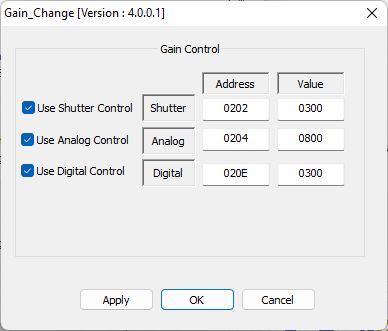 Gain_Change [Version : 4.0.0.1]
Gain Control
Address Value
Use Shutter Control Shutter 0202 0300
Use Analog Control Analog 0204 0800
Use Digital Control Digital 020E 0300
Apply OK Cancel